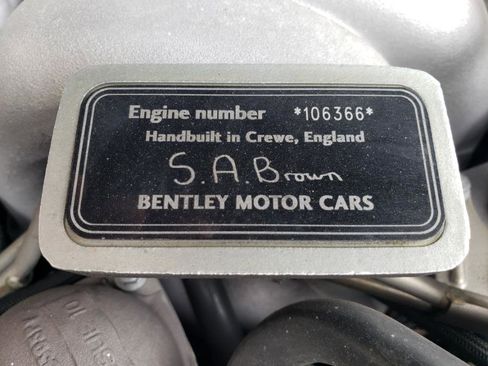 Engine number *106366*
Handbuilt in Crewe, England
S.A.Brown
BENTLEY MOTOR CARS